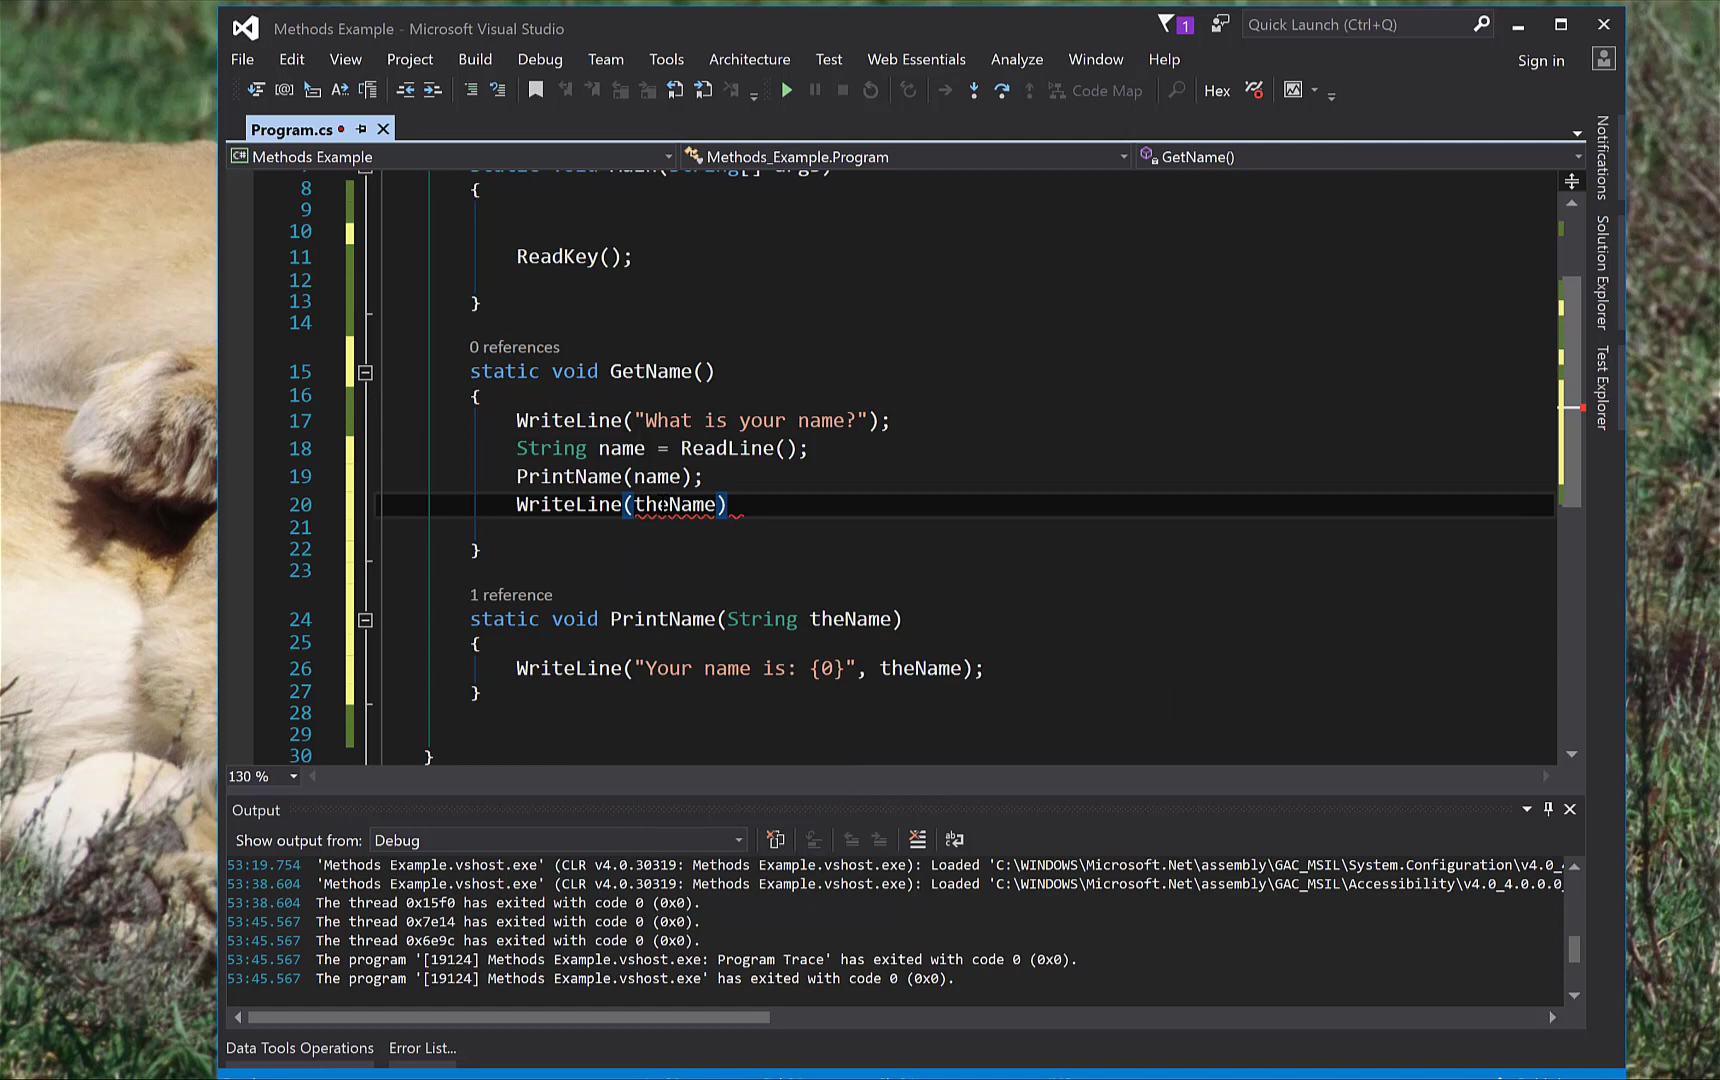 Methods Example - Microsoft Visual Studio
1
Quick Launch (Ctrl+Q)
File Edit View Project Build Debug Team Tools Architecture Test Web Essentials Analyze Window Help
Sign in
Code Map Hex
Program.cs
Methods Example
Methods_Example.Program
GetName()
static void Main(String[] args)
8 {
9
10
11 ReadKey();
12
13 }
14
0 references
15 static void GetName()
16 {
17 WriteLine("What is your name?");
18 String name = ReadLine();
19 PrintName(name);
20 WriteLine(theName)
21
22 }
23
1 reference
24 static void PrintName(String theName)
25 {
26 WriteLine("Your name is: {0}", theName);
27 }
28
29
30 }
130 %
Notifications
Solution Explorer
Test Explorer
Output
Show output from: Debug
53:19.754 'Methods Example.vshost.exe' (CLR v4.0.30319: Methods Example.vshost.exe): Loaded 'C:\WINDOWS\Microsoft.Net\assembly\GAC_MSIL\System.Configuration\v4.0_
53:38.604 'Methods Example.vshost.exe' (CLR v4.0.30319: Methods Example.vshost.exe): Loaded 'C:\WINDOWS\Microsoft.Net\assembly\GAC_MSIL\Accessibility\v4.0_4.0.0.0_
53:38.604 The thread 0x15f0 has exited with code 0 (0x0).
53:45.567 The thread 0x7e14 has exited with code 0 (0x0).
53:45.567 The thread 0x6e9c has exited with code 0 (0x0).
53:45.567 The program '[19124] Methods Example.vshost.exe: Program Trace' has exited with code 0 (0x0).
53:45.567 The program '[19124] Methods Example.vshost.exe' has exited with code 0 (0x0).
Data Tools Operations Error List...